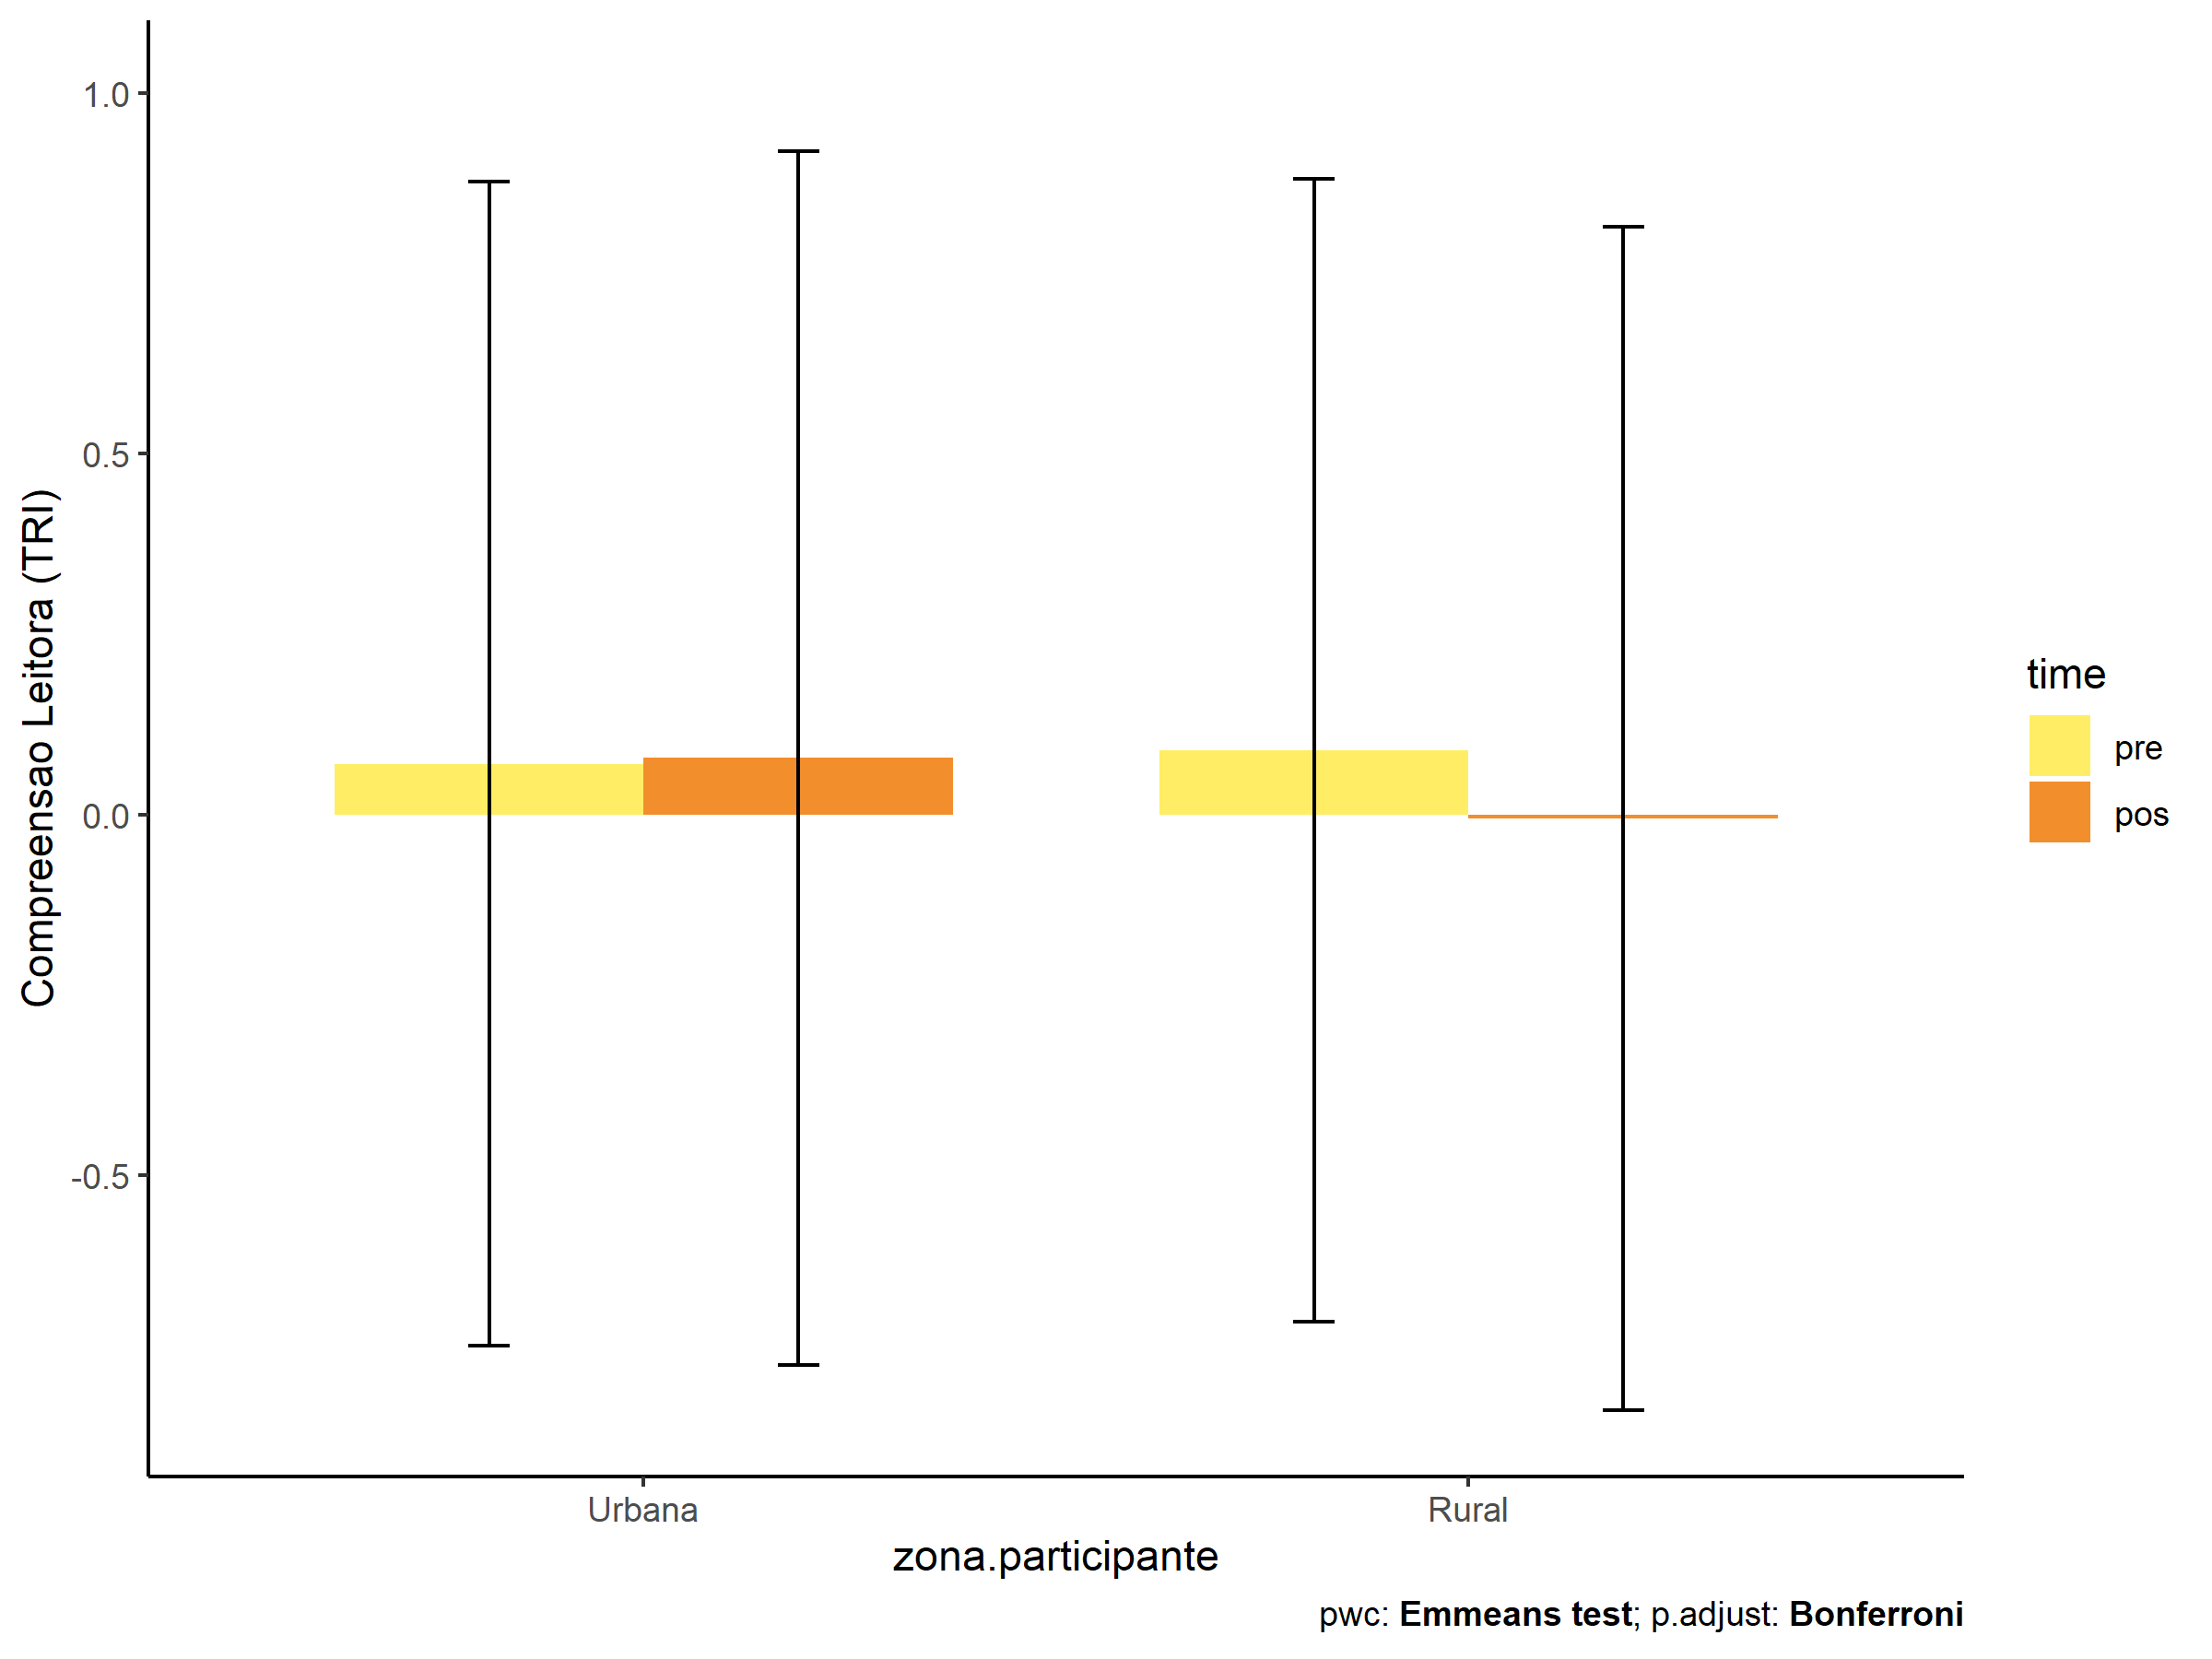 1.0
0.5
0.0
-0.5
Compreensao Leitora (TRI)
Urbana
Rural
zona.participante
time
pre
pos
pwc: Emmeans test; p.adjust: Bonferroni